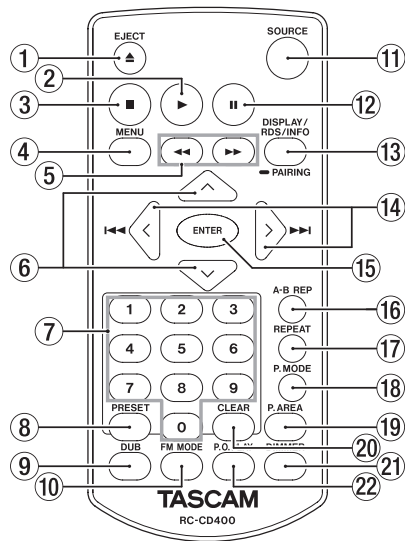 EJECT
SOURCE
1
2
11
3
12
MENU
DISPLAY/
RDS/INFO
4
13
5
PAIRING
14
ENTER
6
15
A-B REP
7
1 2 3
16
REPEAT
4 5 6
17
P.MODE
7 8 9
18
PRESET
CLEAR
P.AREA
8
0
19
20
DUB
FM MODE
9
21
10
22
TASCAM
RC-CD400